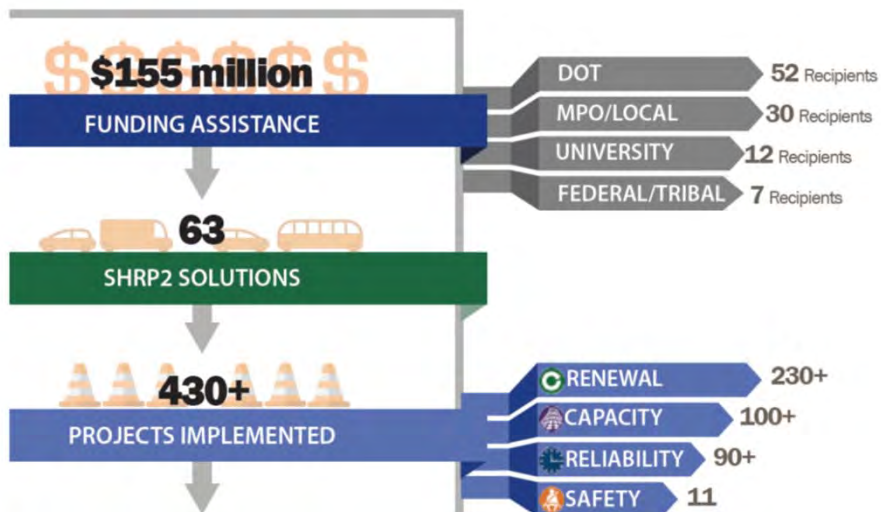 $155 million
FUNDING ASSISTANCE
DOT 52 Recipients
MPO/LOCAL 30 Recipients
UNIVERSITY 12 Recipients
FEDERAL/TRIBAL 7 Recipients
63
SHRP2 SOLUTIONS
430+
PROJECTS IMPLEMENTED
RENEWAL 230+
CAPACITY 100+
RELIABILITY 90+
SAFETY 11